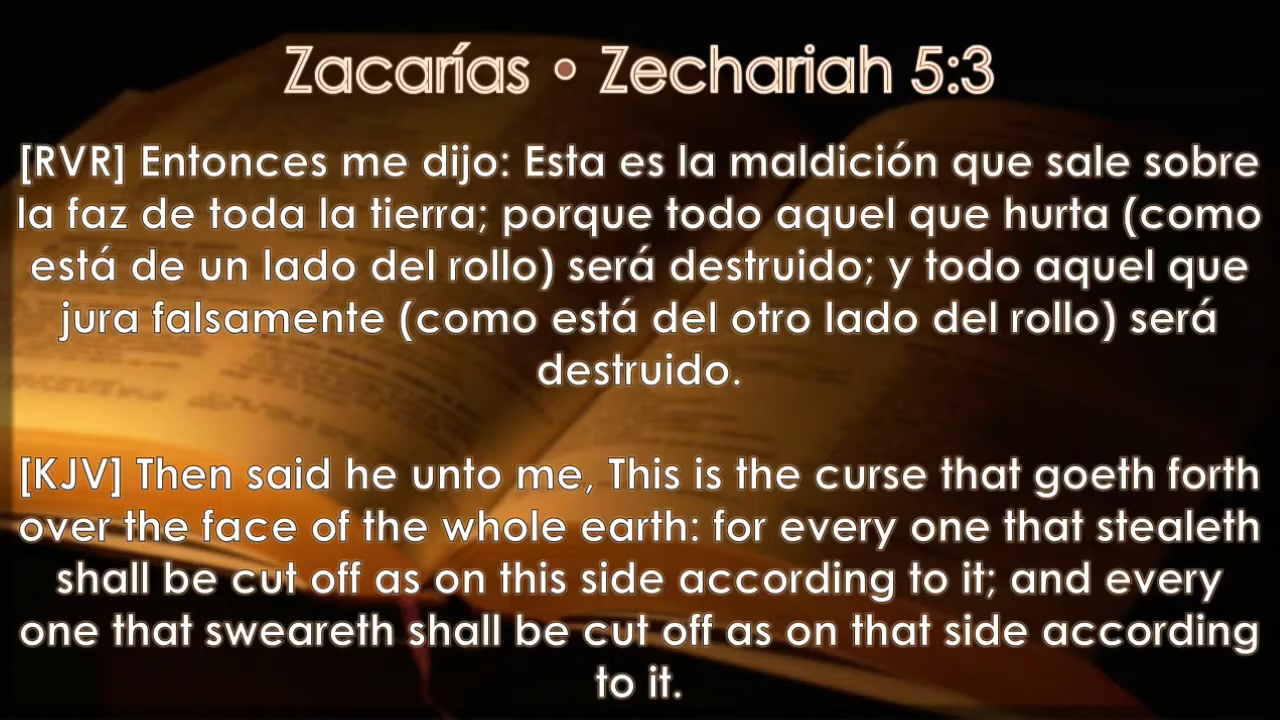 Zacarías • Zechariah 5:3
[RVR] Entonces me dijo: Esta es la maldición que sale sobre
la faz de toda la tierra; porque todo aquel que hurta (como
está de un lado del rollo) será destruido; y todo aquel que
jura falsamente (como está del otro lado del rollo) será
destruido.
[KJV] Then said he unto me, This is the curse that goeth forth
over the face of the whole earth: for every one that stealeth
shall be cut off as on this side according to it; and every
one that sweareth shall be cut off as on that side according
to it.